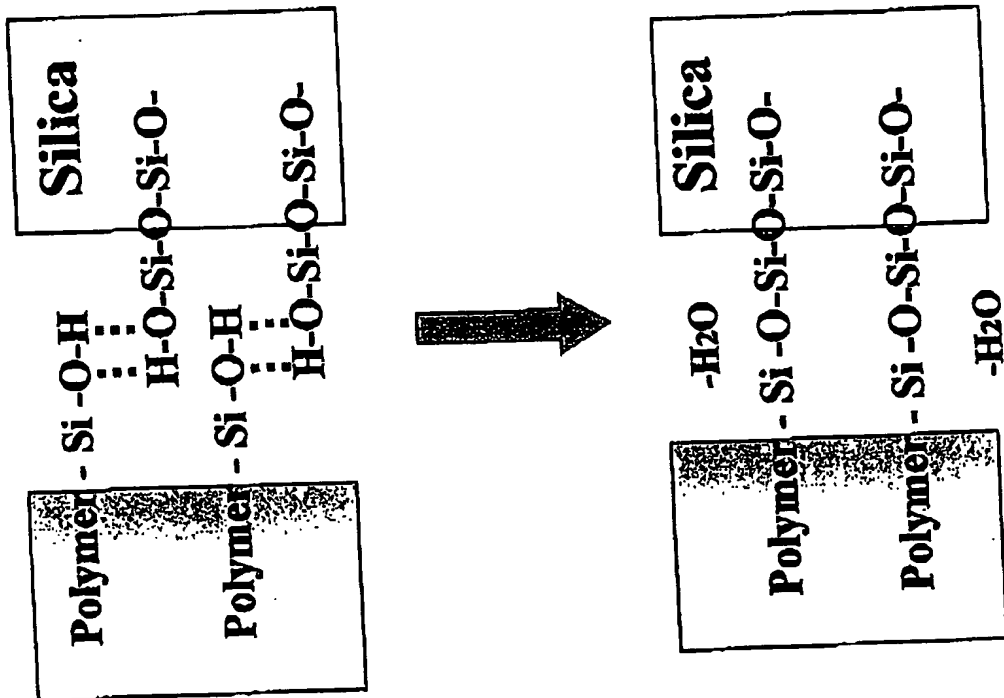 Silica
Polymer - Si -O-H
H-O-Si-O-Si-O-
Polymer - Si -O-H
H-O-Si-O-Si-O-
Silica
-H₂O
Polymer - Si -O-Si-O-Si-O-
Polymer - Si -O-Si-O-Si-O-
-H₂O